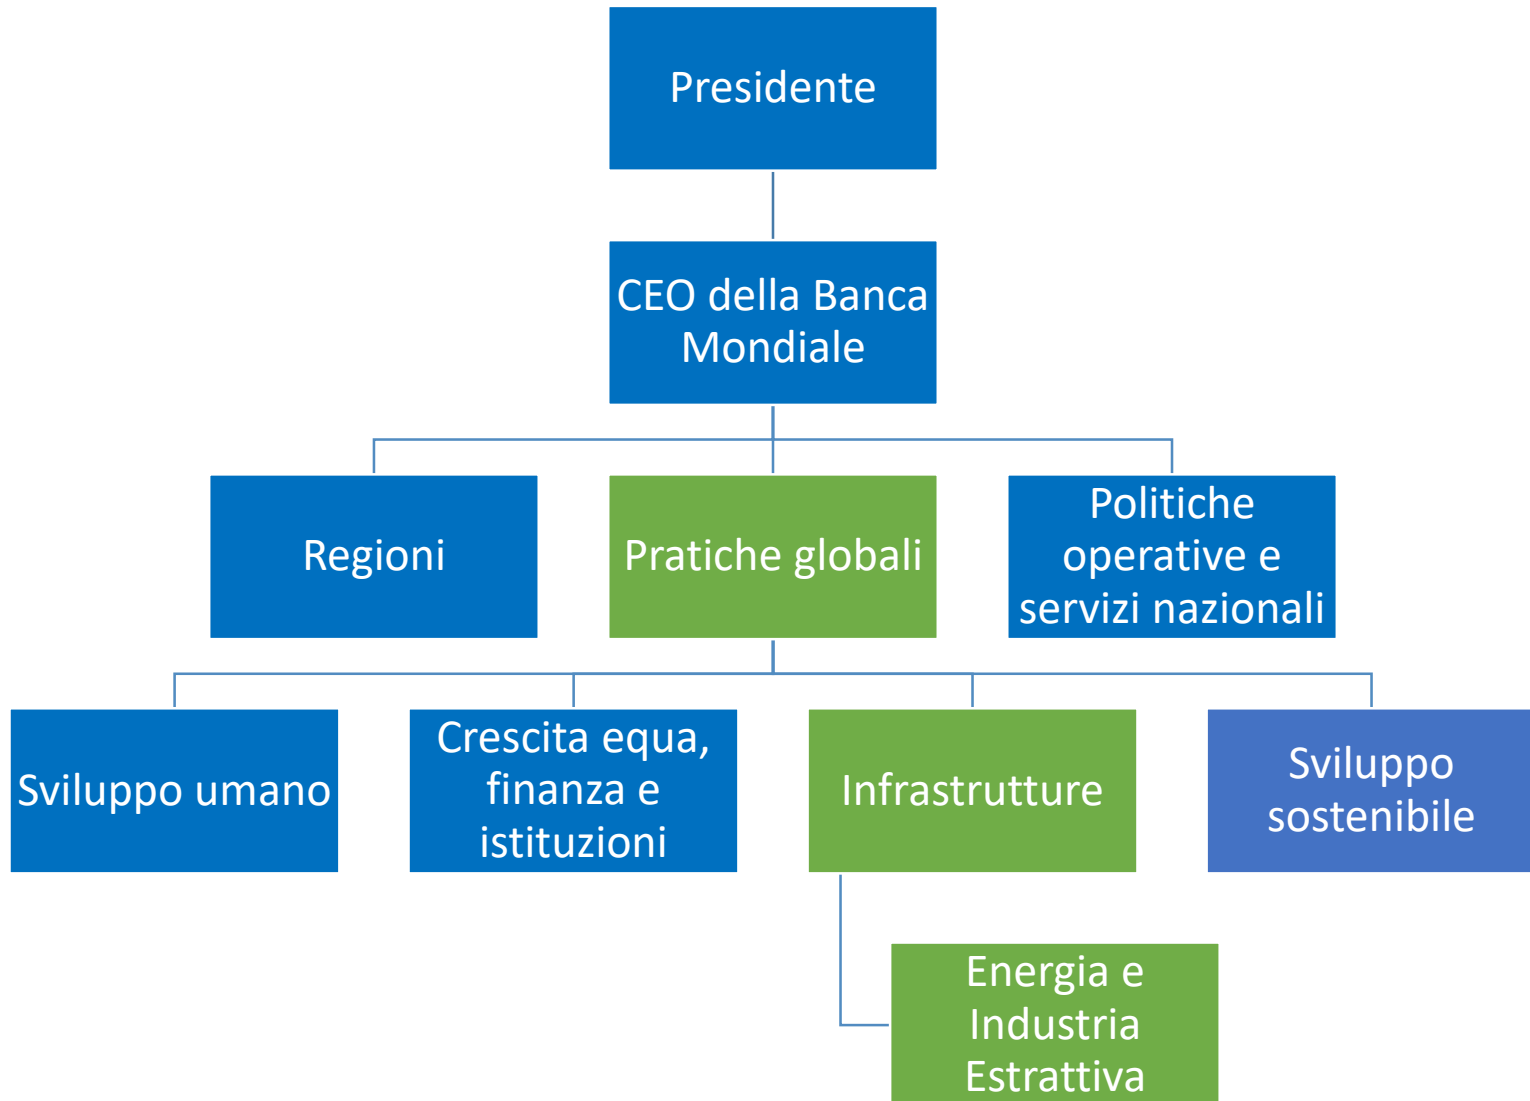 Presidente
CEO della Banca
Mondiale
Regioni
Pratiche globali
Politiche
operative e
servizi nazionali
Sviluppo umano
Crescita equa,
finanza e
istituzioni
Infrastrutture
Sviluppo
sostenibile
Energia e
Industria
Estrattiva